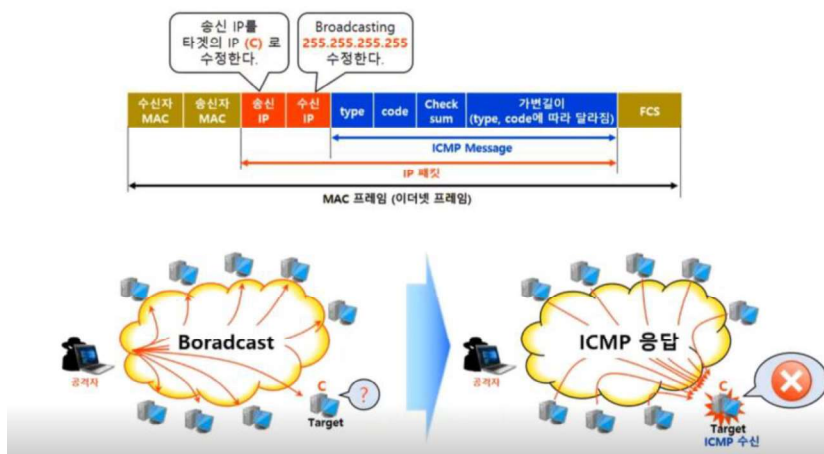 송신 IP를
타겟의 IP (C) 로
수정한다.
Broadcasting
255.255.255.255
수정한다.
수신자
MAC
송신자
MAC
송신
IP
수신
IP
type
code
Check
sum
가변길이
(type, code에 따라 달라짐)
FCS
ICMP Message
IP 패킷
MAC 프레임 (이더넷 프레임)
Boradcast
공격자
C
?
Target
ICMP 응답
공격자
C
Target
ICMP 수신